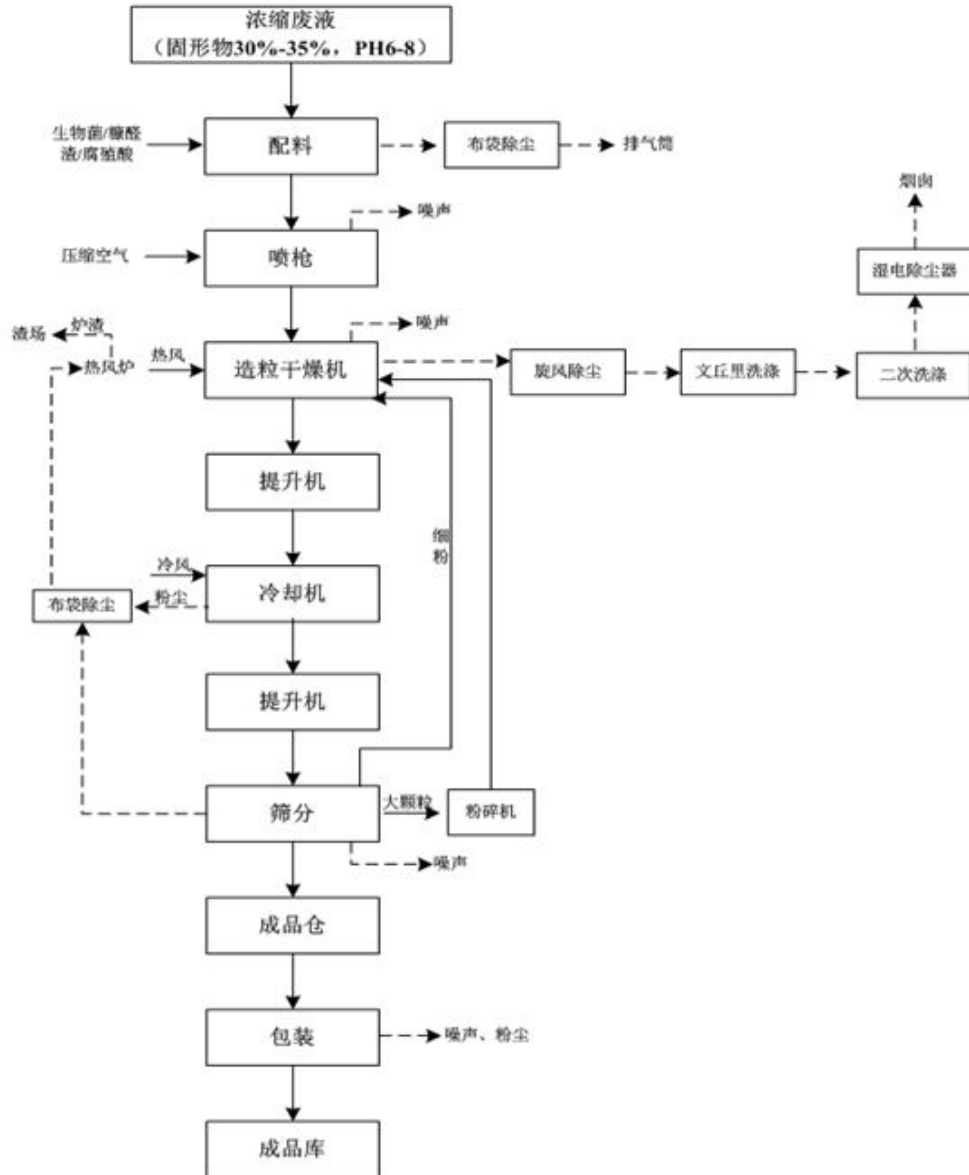 浓缩废液
（固形物30%-35%，PH6-8）
生物菌/糠醛
渣/腐殖酸
配料
布袋除尘
排气筒
烟囱
噪声
压缩空气
喷枪
湿电除尘器
噪声
渣场
炉渣
热风炉
热风
造粒干燥机
旋风除尘
文丘里洗涤
二次洗涤
提升机
细
粉
冷风
冷却机
布袋除尘
粉尘
提升机
筛分
大颗粒
粉碎机
噪声
成品仓
包装
噪声、粉尘
成品库